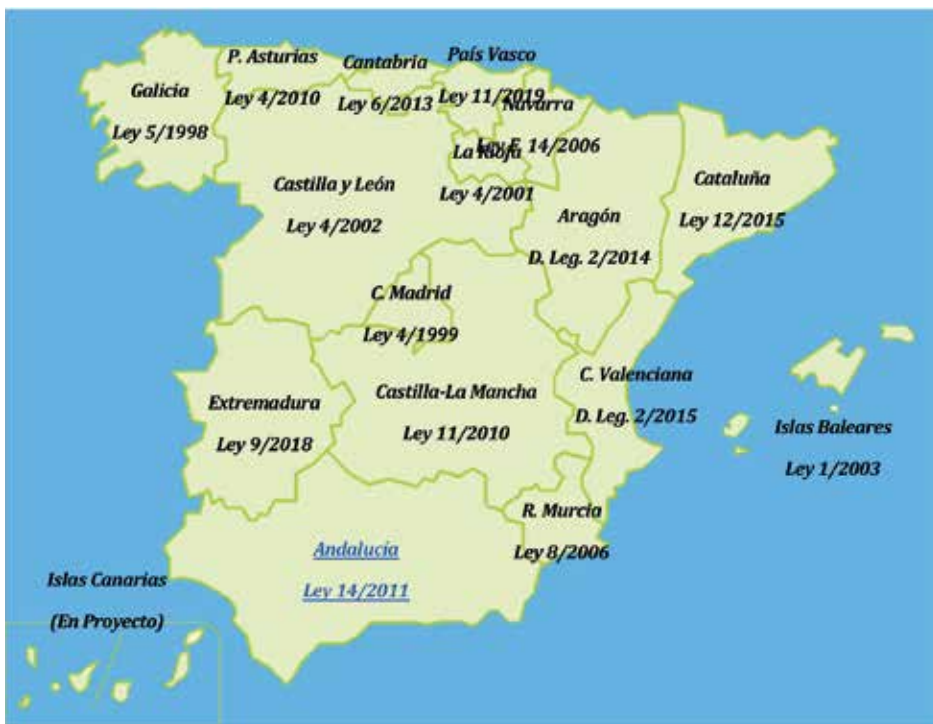 P. Asturias
Ley 4/2010
Cantabria
Ley 6/2013
País Vasco
Ley 11/2019
Galicia
Ley 5/1998
Navarra
Ley F. 14/2006
La Rioja
Ley 4/2001
Castilla y León
Ley 4/2002
Aragón
D. Leg. 2/2014
Cataluña
Ley 12/2015
C. Madrid
Ley 4/1999
Castilla-La Mancha
Ley 11/2010
C. Valenciana
D. Leg. 2/2015
Extremadura
Ley 9/2018
Islas Baleares
Ley 1/2003
R. Murcia
Ley 8/2006
Andalucía
Ley 14/2011
Islas Canarias
(En Proyecto)